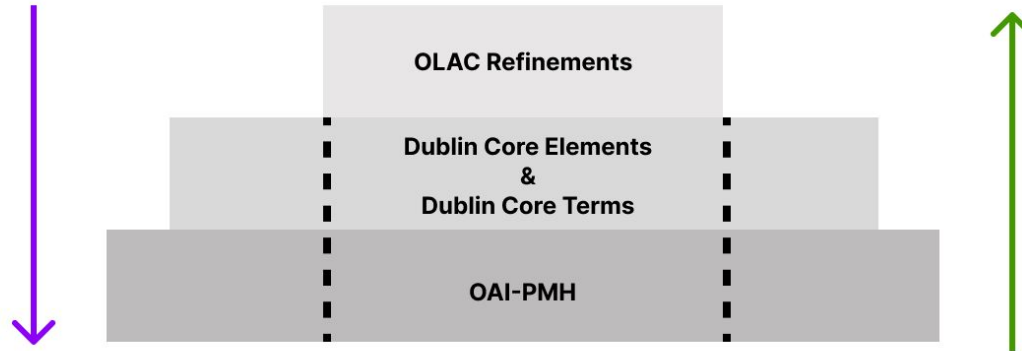 OLAC Refinements
Dublin Core Elements
&
Dublin Core Terms
OAI-PMH